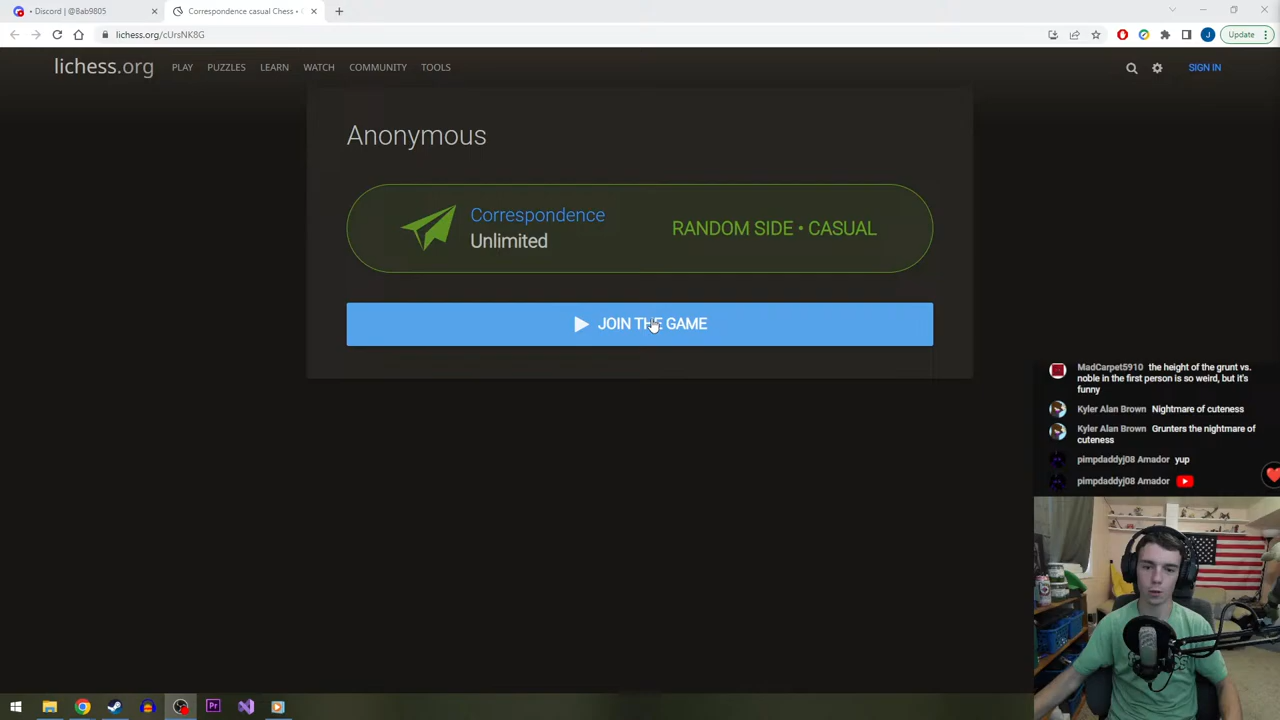 • Discord | @Bab9805
Correspondence casual Chess •
lichess.org/cUrsNK8G
J
Update
lichess.org
PLAY
PUZZLES
LEARN
WATCH
COMMUNITY
TOOLS
SIGN IN
Anonymous
Correspondence
Unlimited
RANDOM SIDE • CASUAL
JOIN THE GAME
MadCarpet5910 the height of the grunt vs.
noble in the first person is so weird, but it's
funny
Kyler Alan Brown Nightmare of cuteness
Kyler Alan Brown Grunters the nightmare of
cuteness
pimpdaddyj08 Amador yup
pimpdaddyj08 Amador
Pr